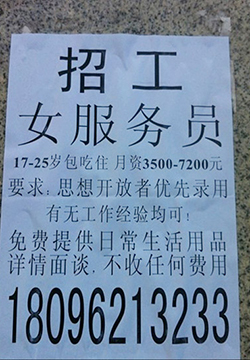 招工
女服务员
17-25岁包吃住 月资3500-7200元
要求:思想开放者优先录用
有无工作经验均可:
免费提供日常生活用品
详情面谈.不收任何费用
18096213233